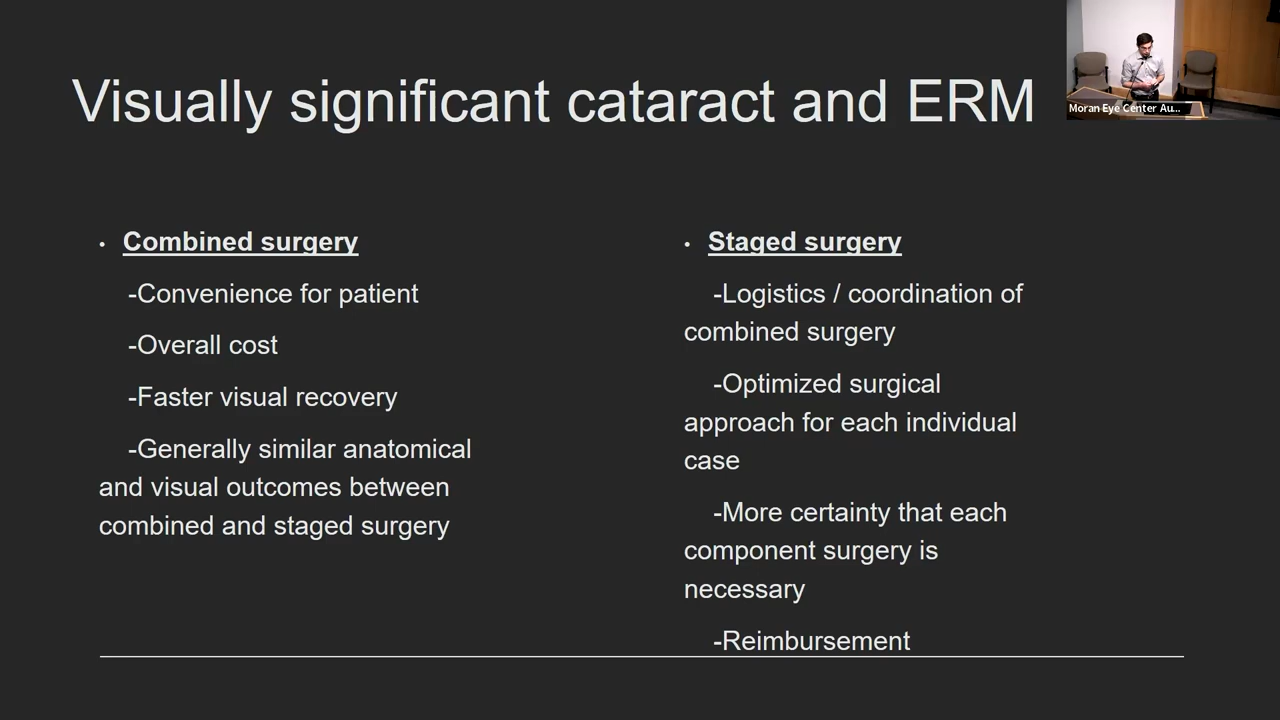 Visually significant cataract and ERM
Moran Eye Center Au...
• Combined surgery
-Convenience for patient
-Overall cost
-Faster visual recovery
-Generally similar anatomical
and visual outcomes between
combined and staged surgery
• Staged surgery
-Logistics / coordination of
combined surgery
-Optimized surgical
approach for each individual
case
-More certainty that each
component surgery is
necessary
-Reimbursement